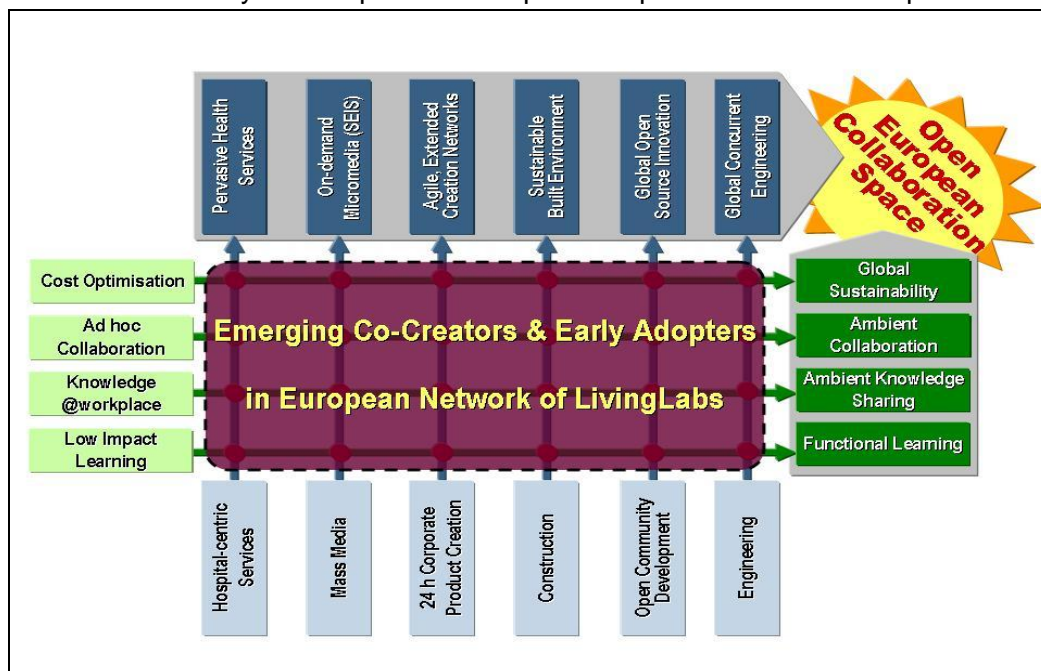 Pervasive Health
Services
On-demand
Micromedia (SEIS)
Agile, Extended
Creation Networks
Sustainable
Built Environment
Global Open
Source Innovation
Global Concurrent
Engineering
Open
European
Collaboration
Space
Cost Optimisation
Ad hoc
Collaboration
Knowledge
@workplace
Low Impact
Learning
Emerging Co-Creators & Early Adopters
in European Network of LivingLabs
Global
Sustainability
Ambient
Collaboration
Ambient Knowledge
Sharing
Functional Learning
Hospital-centric
Services
Mass Media
24 h Corporate
Product Creation
Construction
Open Community
Development
Engineering